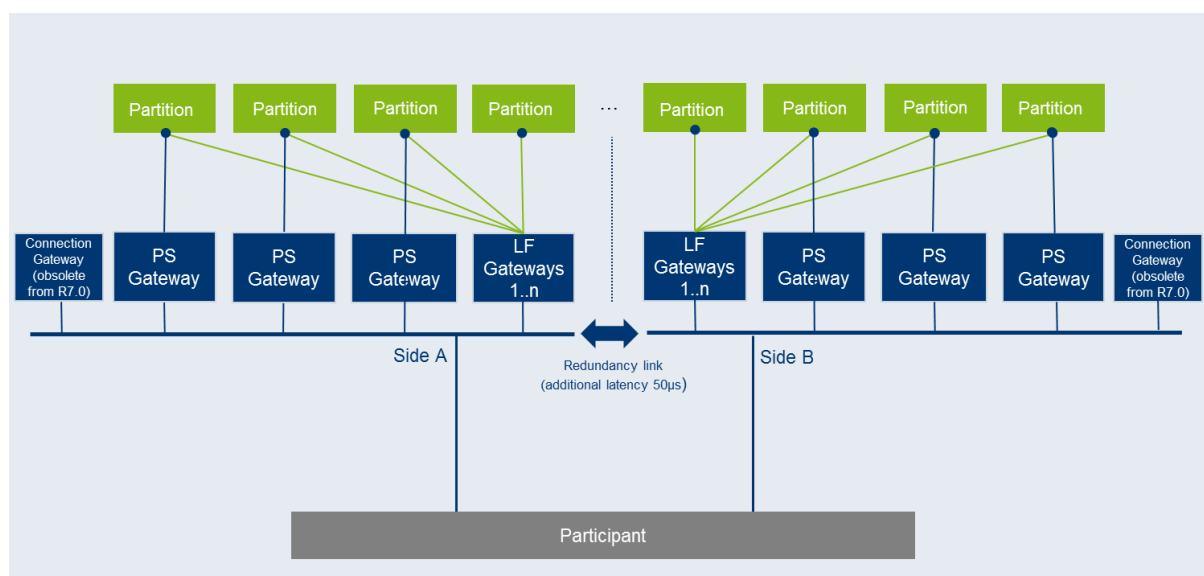 Partition
Partition
Partition
Partition
...
Partition
Partition
Partition
Partition
Connection
Gateway
(obsolete
from R7.0)
PS
Gateway
PS
Gateway
PS
Gateway
LF
Gateways
1..n
LF
Gateways
1..n
PS
Gateway
PS
Gateway
PS
Gateway
Connection
Gateway
(obsolete
from R7.0)
Side A
Redundancy link
(additional latency 50µs)
Side B
Participant